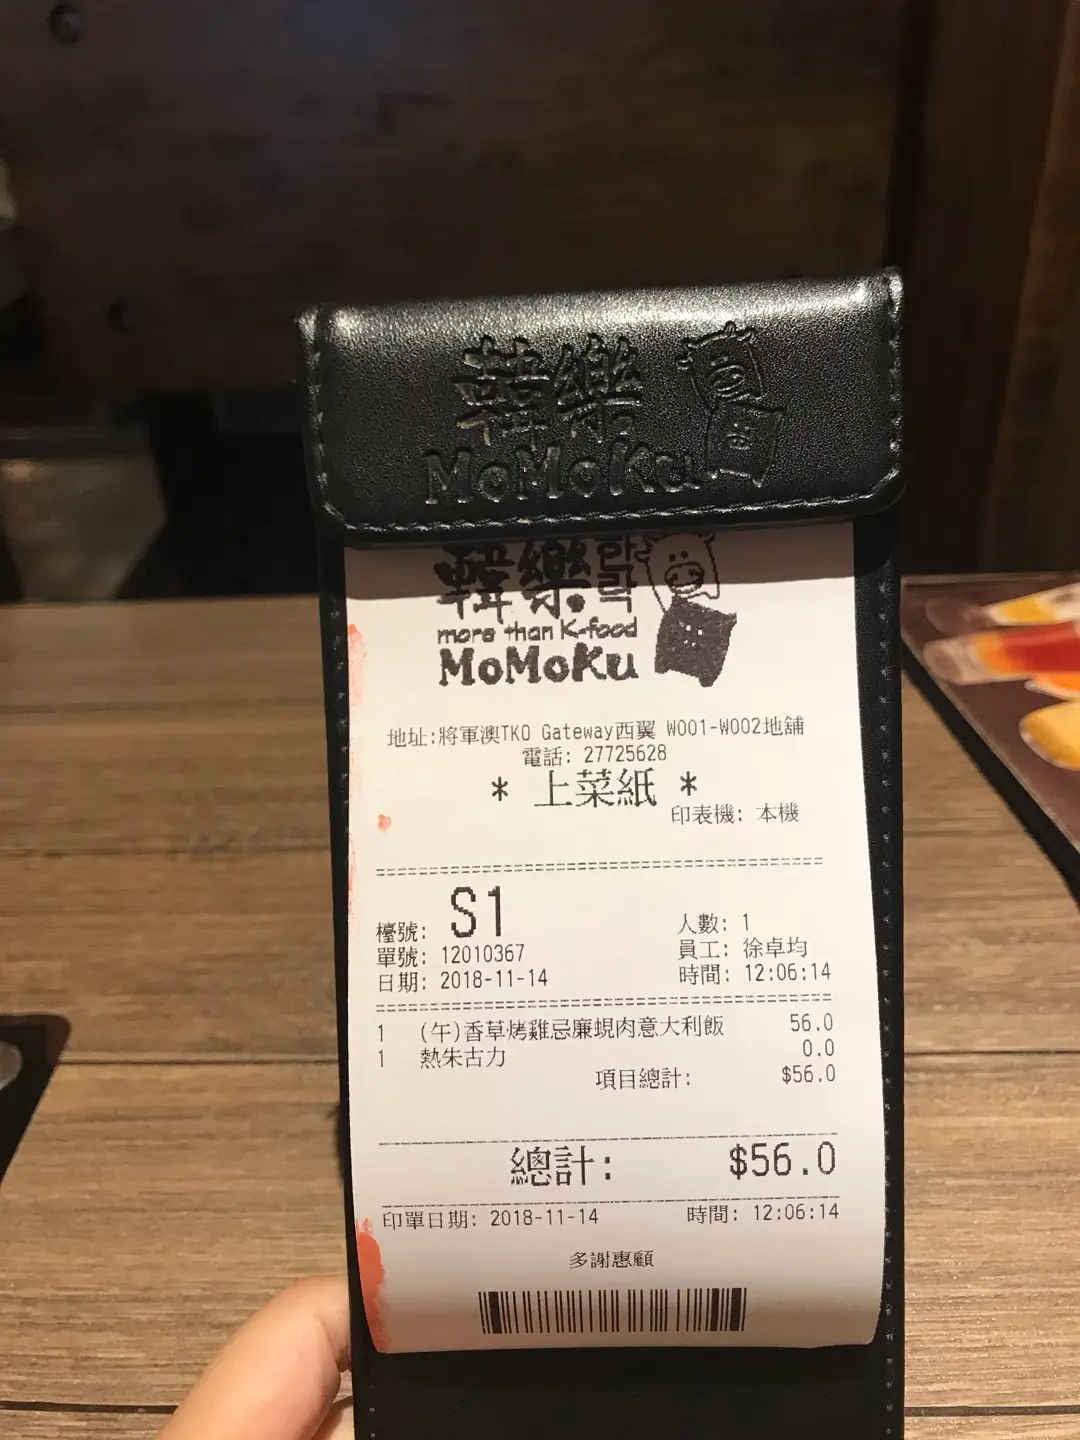 韓樂
MoMoKu
韓樂 라락
more than K-food
MoMoKu
地址:將軍澳TKO Gateway西翼 W001-W002地舖
電話: 27725628
* 上菜紙 *
印表機: 本機
檯號: S1 人數: 1
單號: 12010367 員工: 徐卓均
日期: 2018-11-14 時間: 12:06:14
1 (午)香草烤雞忌廉蜆肉意大利飯 56.0
1 熱朱古力 0.0
項目總計: $56.0
總計: $56.0
印單日期: 2018-11-14 時間: 12:06:14
多謝惠顧